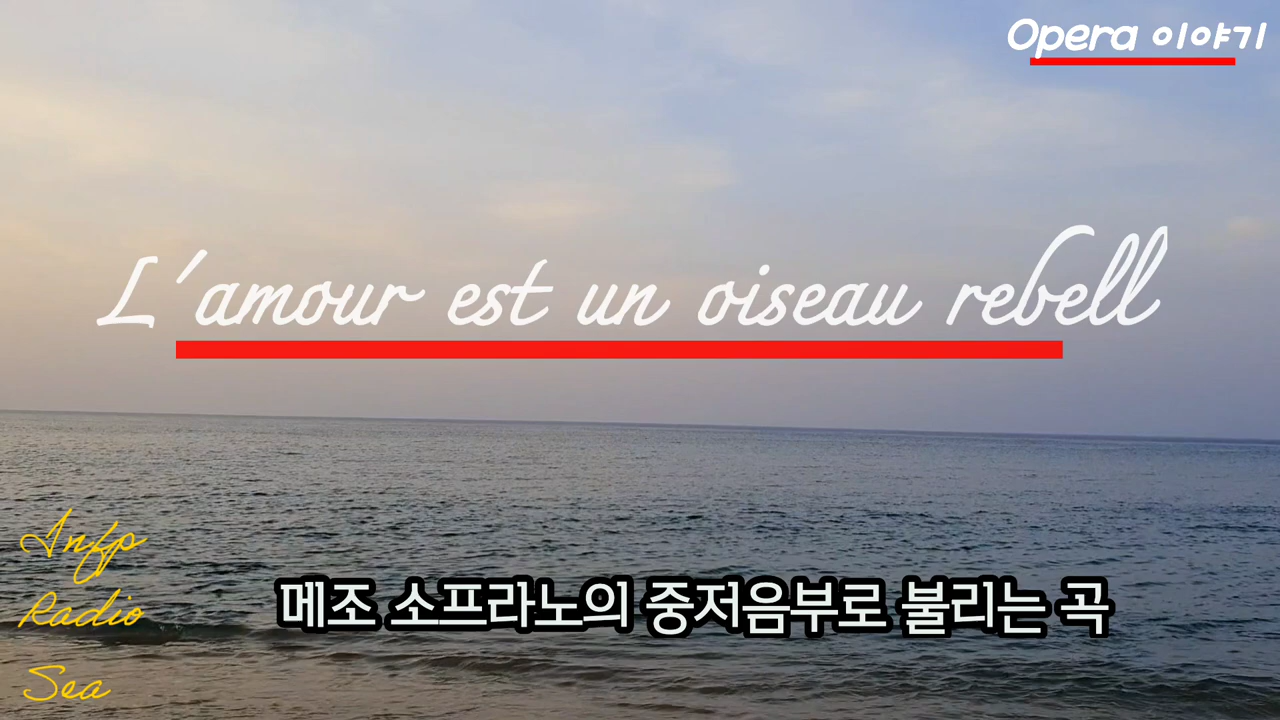 Opera 이야기
L'amour est un oiseau rebell
Infp
Radio
Sea
메조 소프라노의 중저음부로 불리는 곡